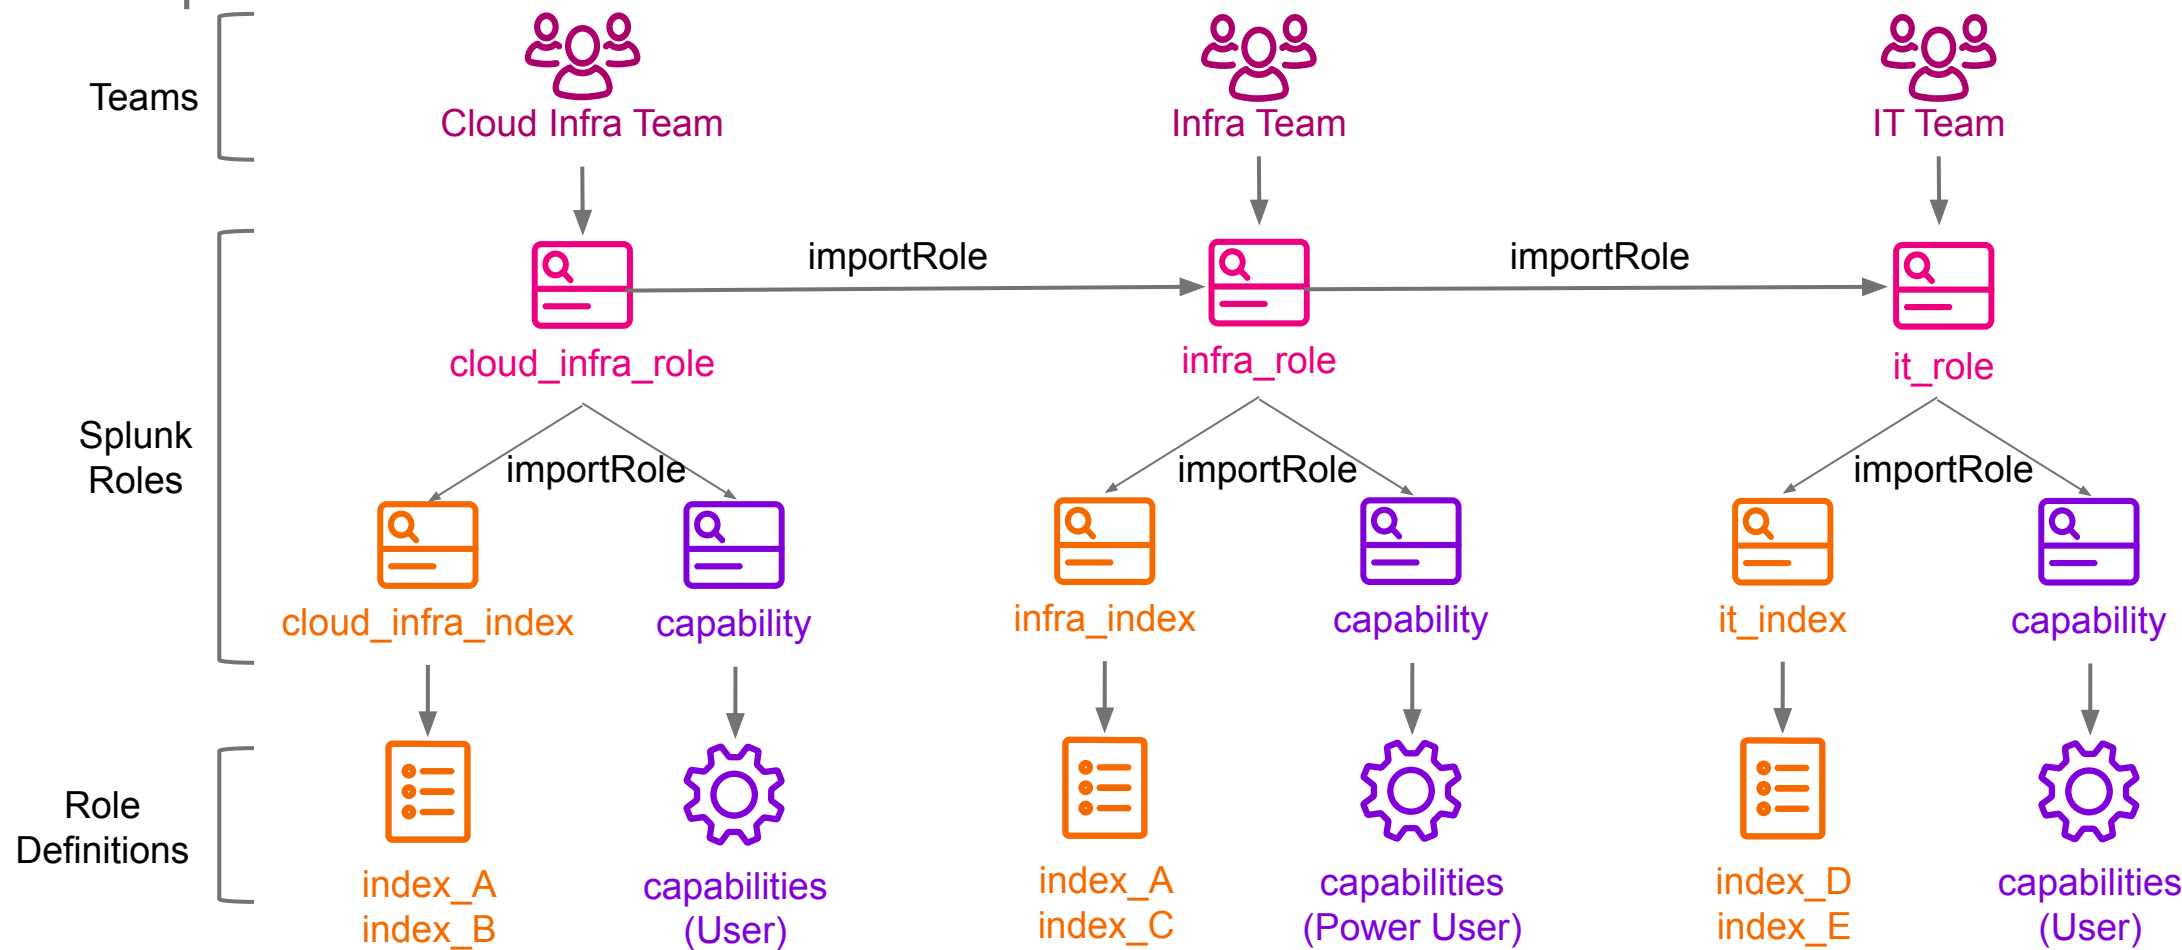 Teams
Cloud Infra Team
Infra Team
IT Team
importRole
importRole
cloud_infra_role
infra_role
it_role
Splunk
Roles
importRole
importRole
importRole
cloud_infra_index
capability
infra_index
capability
it_index
capability
Role
Definitions
index_A
index_B
capabilities
(User)
index_A
index_C
capabilities
(Power User)
index_D
index_E
capabilities
(User)